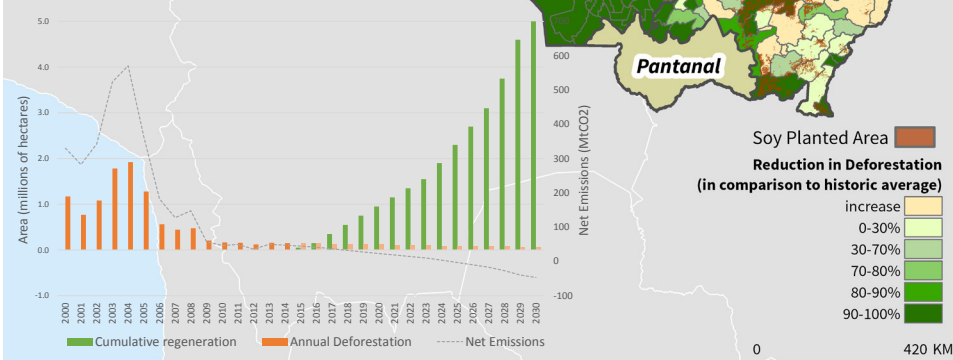 5.0
4.0
3.0
2.0
1.0
0.0
-1.0
Area (millions of hectares)
600
500
400
300
200
100
0
-100
Net Emissions (MtCO2)
2000 2001 2002 2003 2004 2005 2006 2007 2008 2009 2010 2011 2012 2013 2014 2015 2016 2017 2018 2019 2020 2021 2022 2023 2024 2025 2026 2027 2028 2029 2030
Cumulative regeneration Annual Deforestation Net Emissions
Pantanal
Soy Planted Area
Reduction in Deforestation
(in comparison to historic average)
increase
0-30%
30-70%
70-80%
80-90%
90-100%
0 420 KM